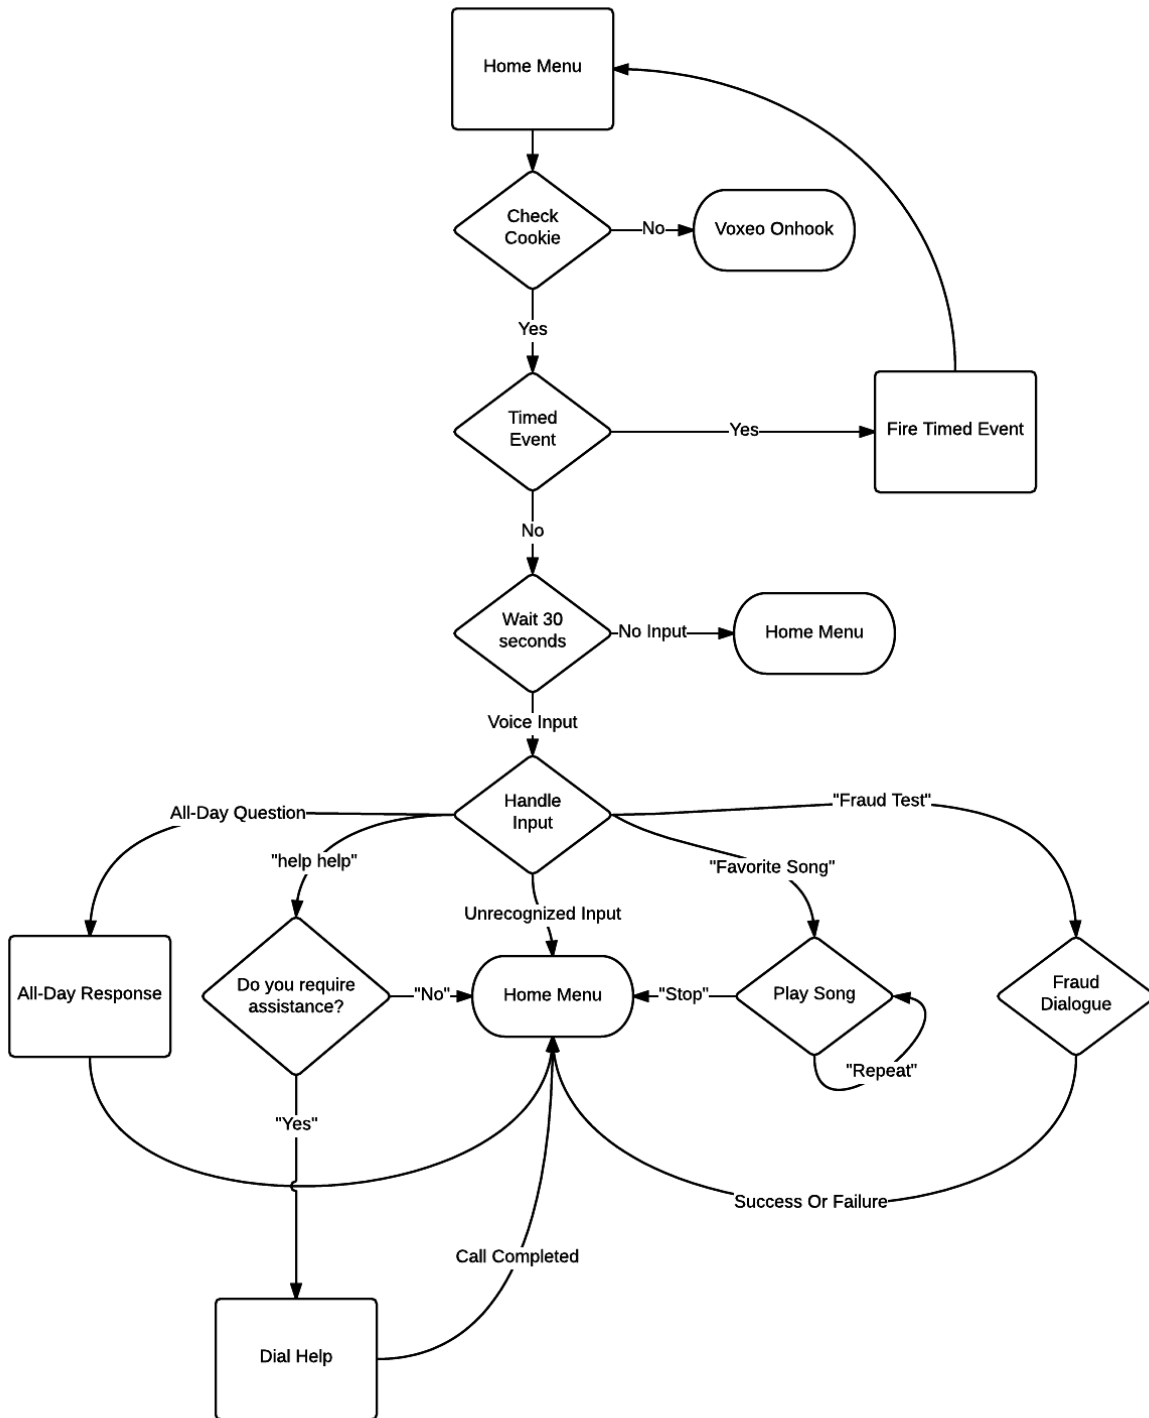 Home Menu
Check
Cookie
No
Voxeo Onhook
Yes
Timed
Event
Yes
Fire Timed Event
No
Wait 30
seconds
No Input
Home Menu
Voice Input
Handle
Input
All-Day Question
"Fraud Test"
"help help"
"Favorite Song"
Unrecognized Input
All-Day Response
Do you require
assistance?
"No"
Home Menu
"Stop"
Play Song
Fraud
Dialogue
"Repeat"
"Yes"
Success Or Failure
Call Completed
Dial Help